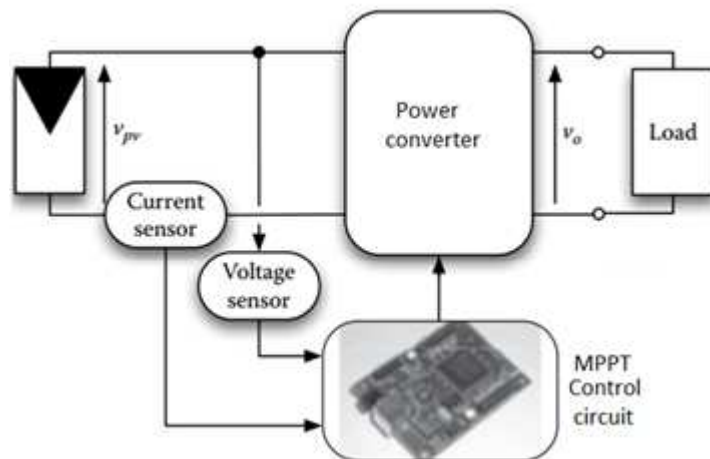 Power
converter
v_pv
v_o
Load
Current
sensor
Voltage
sensor
MPPT
Control
circuit